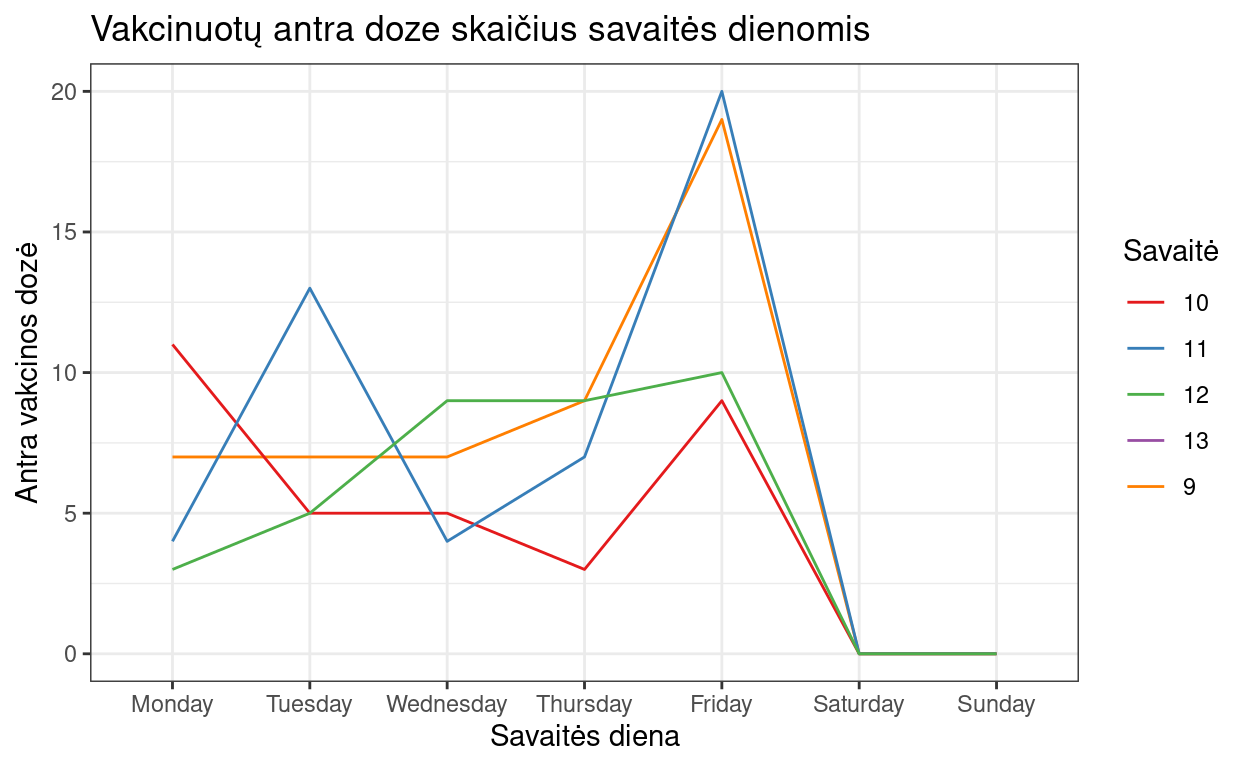 Vakcinuotų antra doze skaičius savaitės dienomis
Antra vakcinos dozė
20
15
10
5
0
Monday Tuesday Wednesday Thursday Friday Saturday Sunday
Savaitės diena
Savaitė
10
11
12
13
9